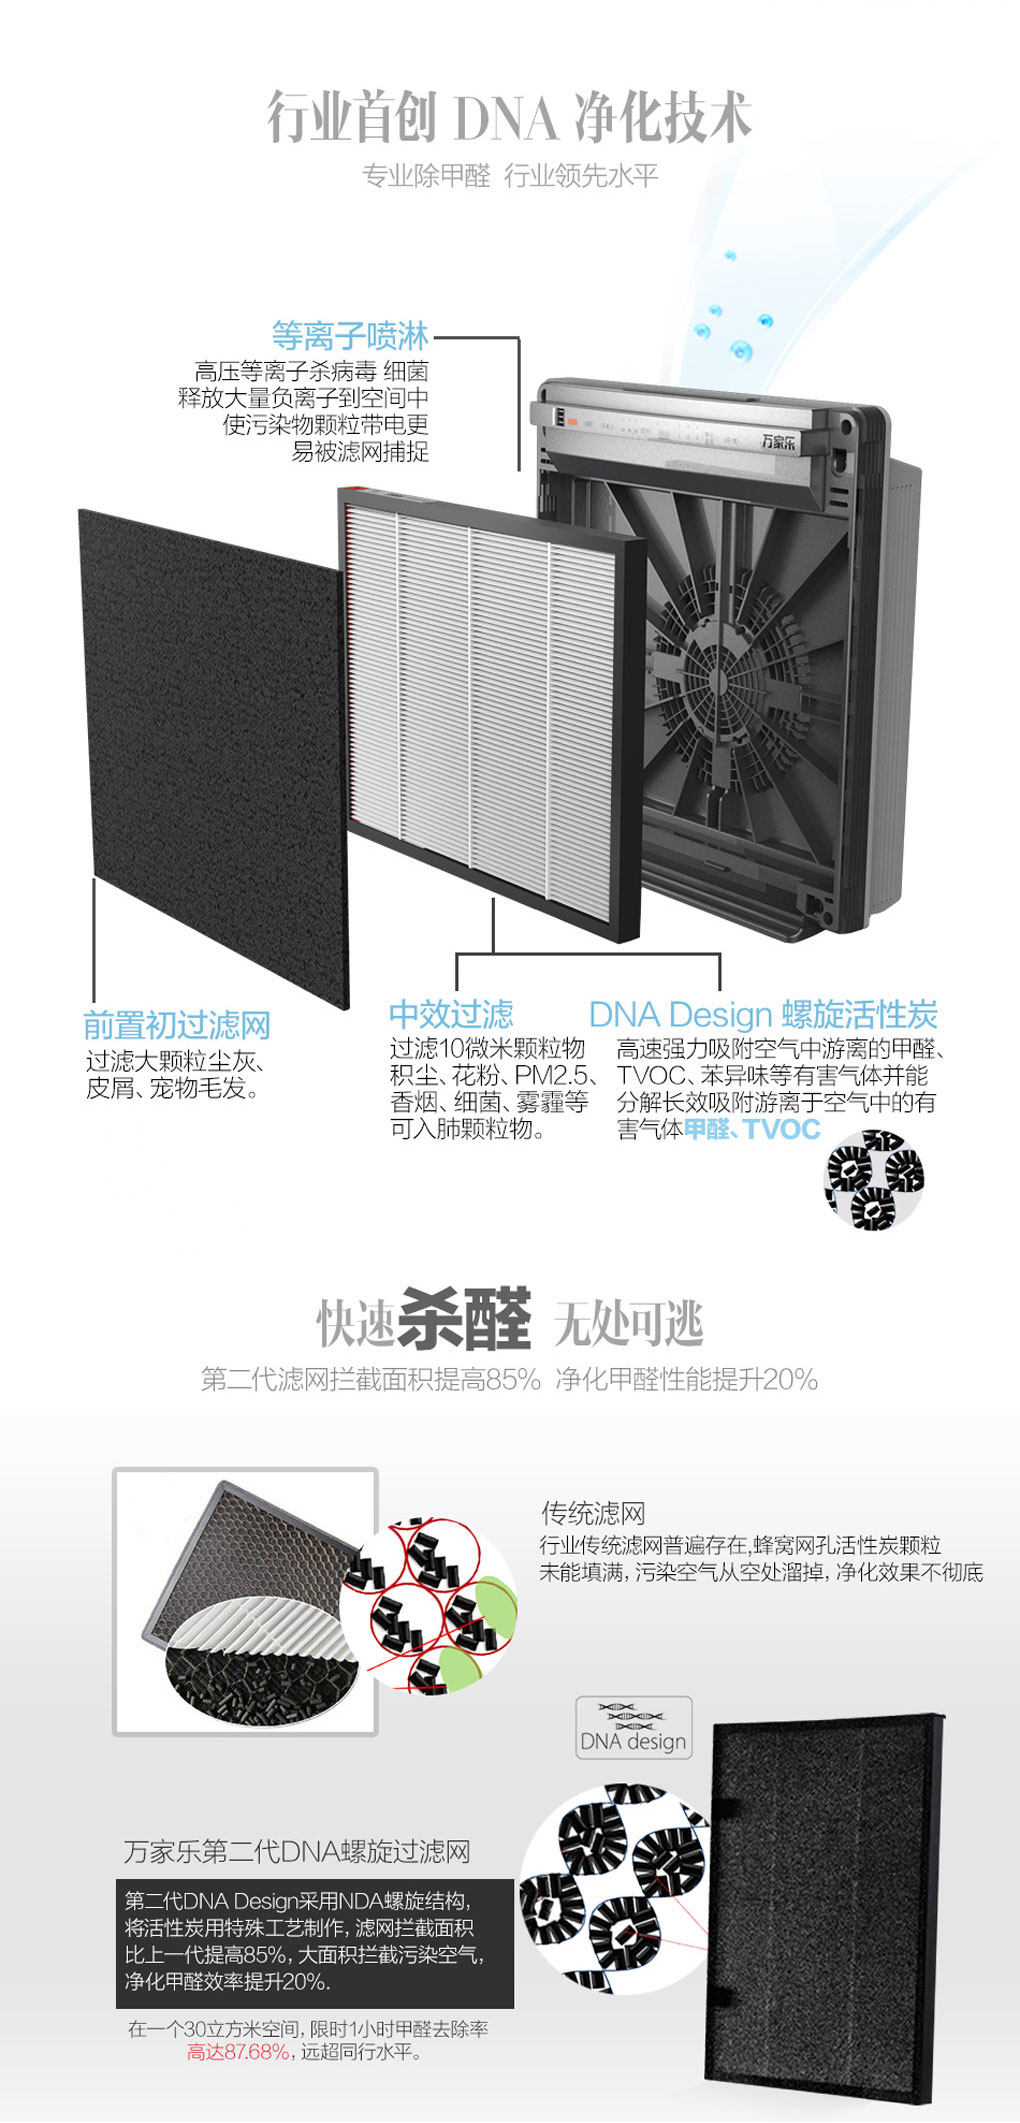 行业首创 DNA 净化技术
专业除甲醛 行业领先水平
等离子喷淋
高压等离子杀病毒 细菌
释放大量负离子到空间中
使污染物颗粒带电更
易被滤网捕捉
万家乐
前置初过滤网
过滤大颗粒尘灰、
皮屑、宠物毛发。
中效过滤
过滤10微米颗粒物
积尘、花粉、PM2.5、
香烟、细菌、雾霾等
可入肺颗粒物。
DNA Design 螺旋活性炭
高速强力吸附空气中游离的甲醛、
TVOC、苯异味等有害气体并能
分解长效吸附游离于空气中的有
害气体甲醛、TVOC
快速杀醛 无处可逃
第二代滤网拦截面积提高85% 净化甲醛性能提升20%
传统滤网
行业传统滤网普遍存在,蜂窝网孔活性炭颗粒
未能填满, 污染空气从空处溜掉, 净化效果不彻底
DNA design
万家乐第二代DNA螺旋过滤网
第二代DNA Design采用NDA螺旋结构,
将活性炭用特殊工艺制作, 滤网拦截面积
比上一代提高85%, 大面积拦截污染空气,
净化甲醛效率提升20%.
在一个30立方米空间, 限时1小时甲醛去除率
高达87.68%, 远超同行水平。